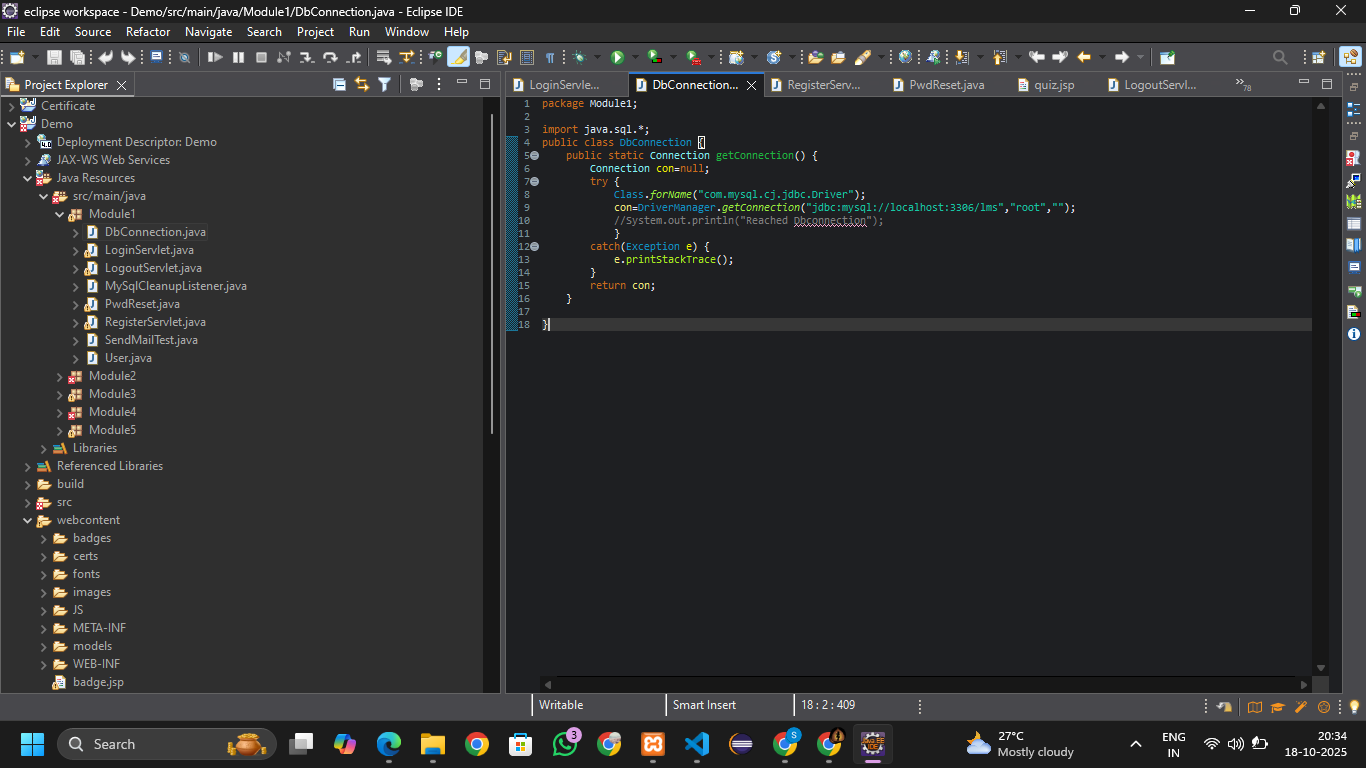 eclipse workspace - Demo/src/main/java/Module1/DbConnection.java - Eclipse IDE
File Edit Source Refactor Navigate Search Project Run Window Help
Project Explorer
Certificate
Demo
Deployment Descriptor: Demo
JAX-WS Web Services
Java Resources
src/main/java
Module1
DbConnection.java
LoginServlet.java
LogoutServlet.java
MySqlCleanupListener.java
PwdReset.java
RegisterServlet.java
SendMailTest.java
User.java
Module2
Module3
Module4
Module5
Libraries
Referenced Libraries
build
src
webcontent
badges
certs
fonts
images
JS
META-INF
models
WEB-INF
badge.jsp
LoginServle... DbConnection... RegisterServ... PwdReset.java quiz.jsp LogoutServl... »78
1 package Module1;
2
3 import java.sql.*;
4 public class DbConnection {
5 public static Connection getConnection() {
6 Connection con=null;
7 try {
8 Class.forName("com.mysql.cj.jdbc.Driver");
9 con=DriverManager.getConnection("jdbc:mysql://localhost:3306/lms","root","");
10 //System.out.println("Reached Dbconnection");
11 }
12 catch(Exception e) {
13 e.printStackTrace();
14 }
15 return con;
16 }
17
18 }
Writable Smart Insert 18 : 2 : 409
Search
3
S
JAVA EE
IDE
27°C
Mostly cloudy
ENG
IN
20:34
18-10-2025